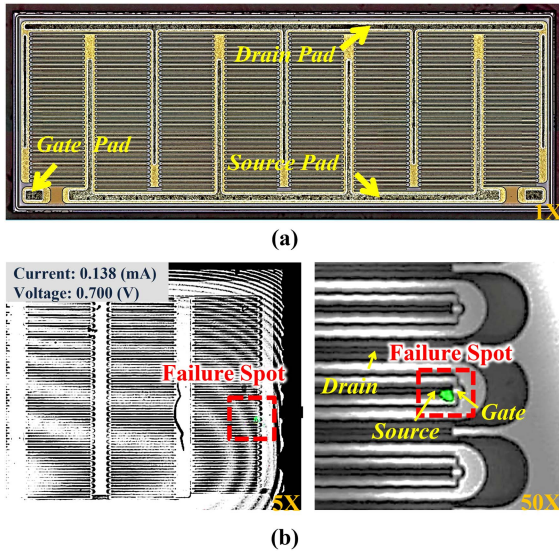 Drain Pad
Gate Pad
Source Pad
1X
(a)
Current: 0.138 (mA)
Voltage: 0.700 (V)
Failure Spot
5X
Failure Spot
Drain
Source
Gate
50X
(b)